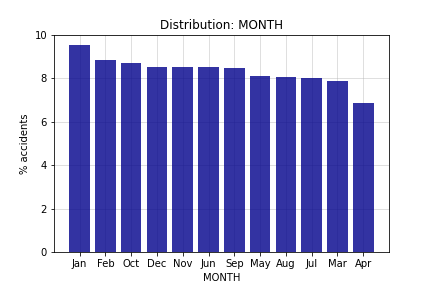 Distribution: MONTH
10
8
6
4
2
0
% accidents
Jan Feb Oct Dec Nov Jun Sep May Aug Jul Mar Apr
MONTH